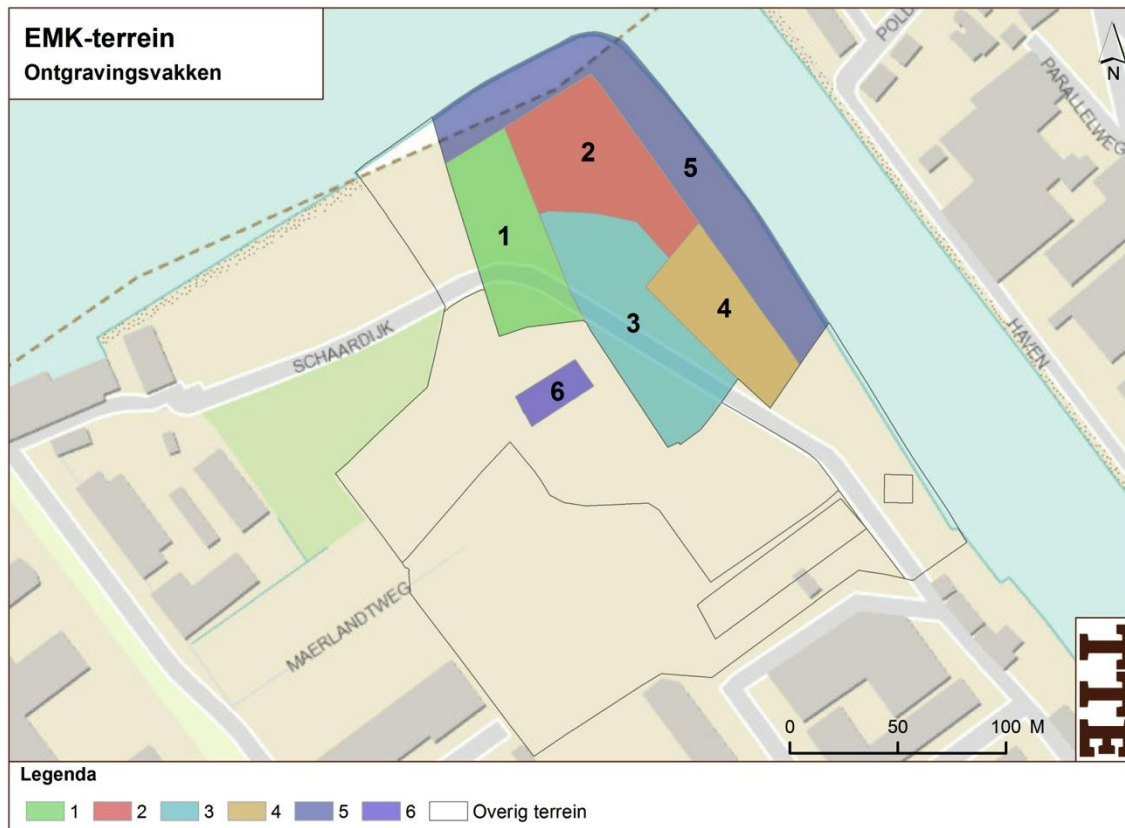 EMK-terrein
Ontgravingsvakken
N
POLD
PARALLELWEG
HAVEN
SCHAARDIJK
MAERLANDTWEG
1
2
3
4
5
6
0 50 100 M
Legenda
1 2 3 4 5 6 Overig terrein